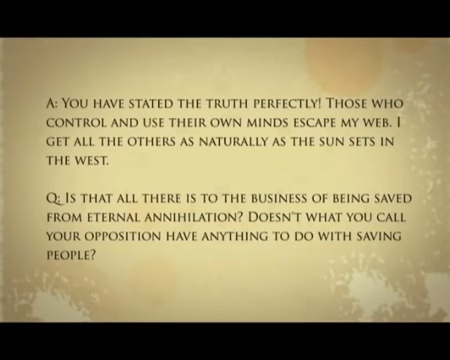 A: You have stated the truth perfectly! Those who
control and use their own minds escape my web. I
get all the others as naturally as the sun sets in
the west.
Q: Is that all there is to the business of being saved
from eternal annihilation? Doesn't what you call
your opposition have anything to do with saving
people?